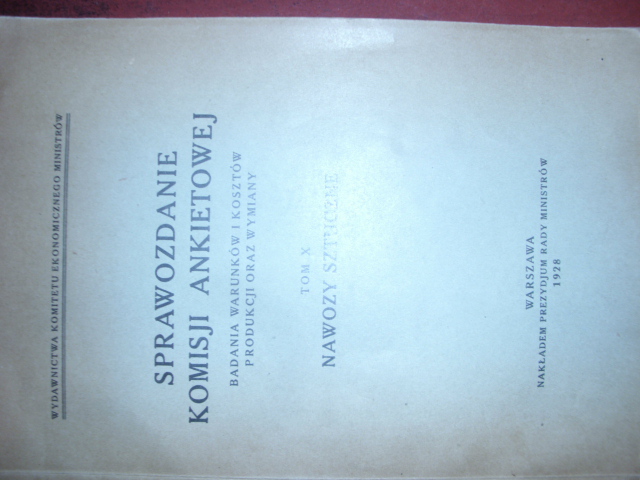 WYDAWNICTWA KOMITETU EKONOMICZNEGO MINISTRÓW
SPRAWOZDANIE
KOMISJI ANKIETOWEJ
BADANIA WARUNKÓW I KOSZTÓW
PRODUKCJI ORAZ WYMIANY
TOM X
NAWOZY SZTUCZNE
WARSZAWA
NAKŁADEM PREZYDJUM RADY MINISTRÓW
1928